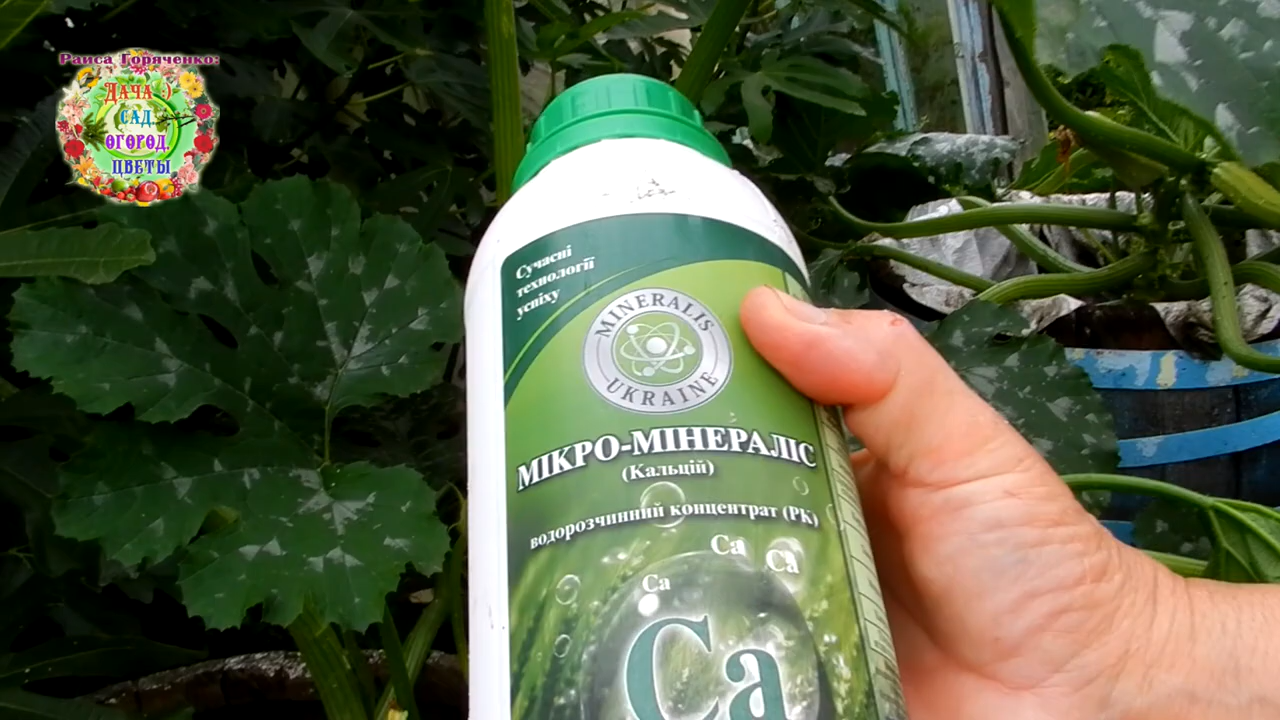 Раиса Горяченко:
Дача :)
САД,
ОГОРОД,
ЦВЕТЫ
Сучасні
технології
успіху
MINERALIS
UKRAINE
МІКРО-МІНЕРАЛІС
(Кальцій)
водорозчинний концентрат (РК)
Ca
Ca
Ca
Ca